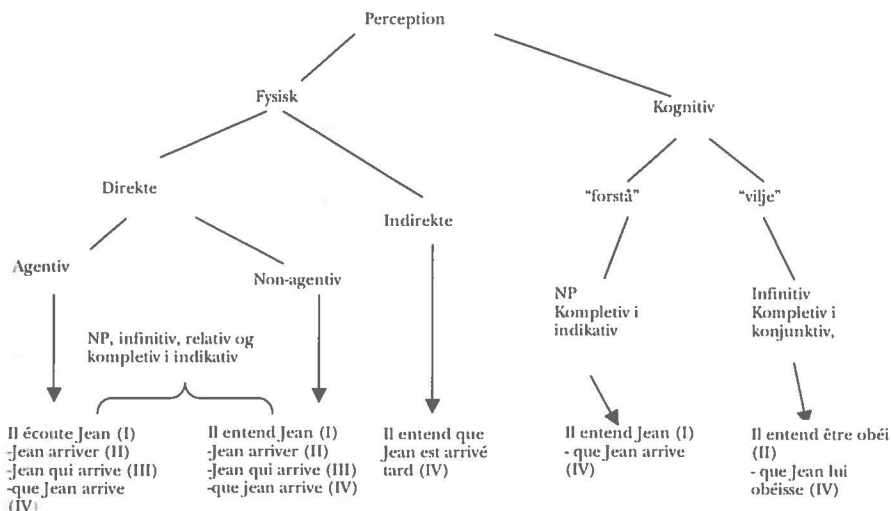 Perception
Fysisk
Kognitiv
Direkte
Indirekte
"forstå"
"vilje"
Agentiv
Non-agentiv
NP
Kompletiv i
indikativ
Infinitiv
Kompletiv i
konjunktiv,
NP, infinitiv, relativ og
kompletiv i indikativ
Il écoute Jean (I)
-Jean arriver (II)
-Jean qui arrive (III)
-que Jean arrive
(IV)
Il entend Jean (I)
-Jean arriver (II)
-Jean qui arrive (III)
-que jean arrive (IV)
Il entend que
Jean est arrivé
tard (IV)
Il entend Jean (I)
- que Jean arrive
(IV)
Il entend être obéi
(II)
- que Jean lui
obéisse (IV)